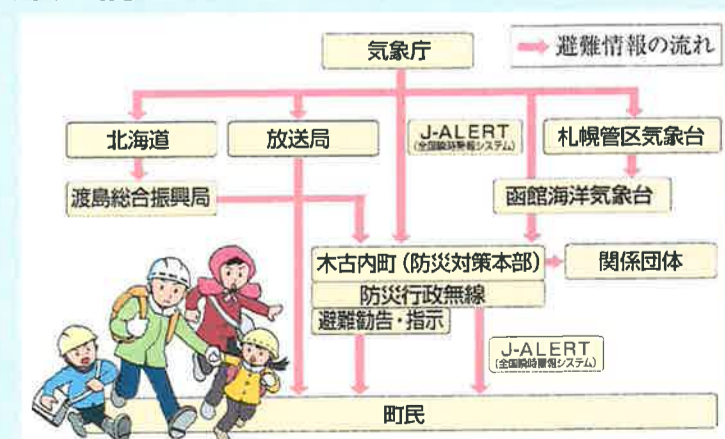 気象庁
避難情報の流れ
北海道
放送局
J-ALERT
(全国瞬時警報システム)
札幌管区気象台
渡島総合振興局
函館海洋気象台
木古内町(防災対策本部)
関係団体
防災行政無線
避難勧告・指示
J-ALERT
(全国瞬時警報システム)
町民